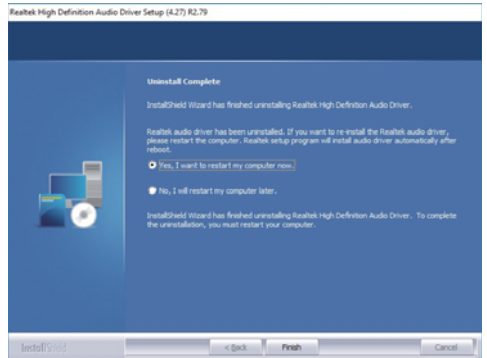 Realtek High Definition Audio Driver Setup (4.27) R2.79
Uninstall Complete
InstallShield Wizard has finished uninstalling Realtek High Definition Audio Driver.
Realtek audio driver has been uninstalled. If you want to re-install the Realtek audio driver,
please restart the computer. Realtek setup program will install audio driver automatically after
reboot.
Yes, I want to restart my computer now.
No, I will restart my computer later.
InstallShield Wizard has finished uninstalling Realtek High Definition Audio Driver. To complete
the uninstallation, you must restart your computer.
InstallShield
< Back
Finish
Cancel